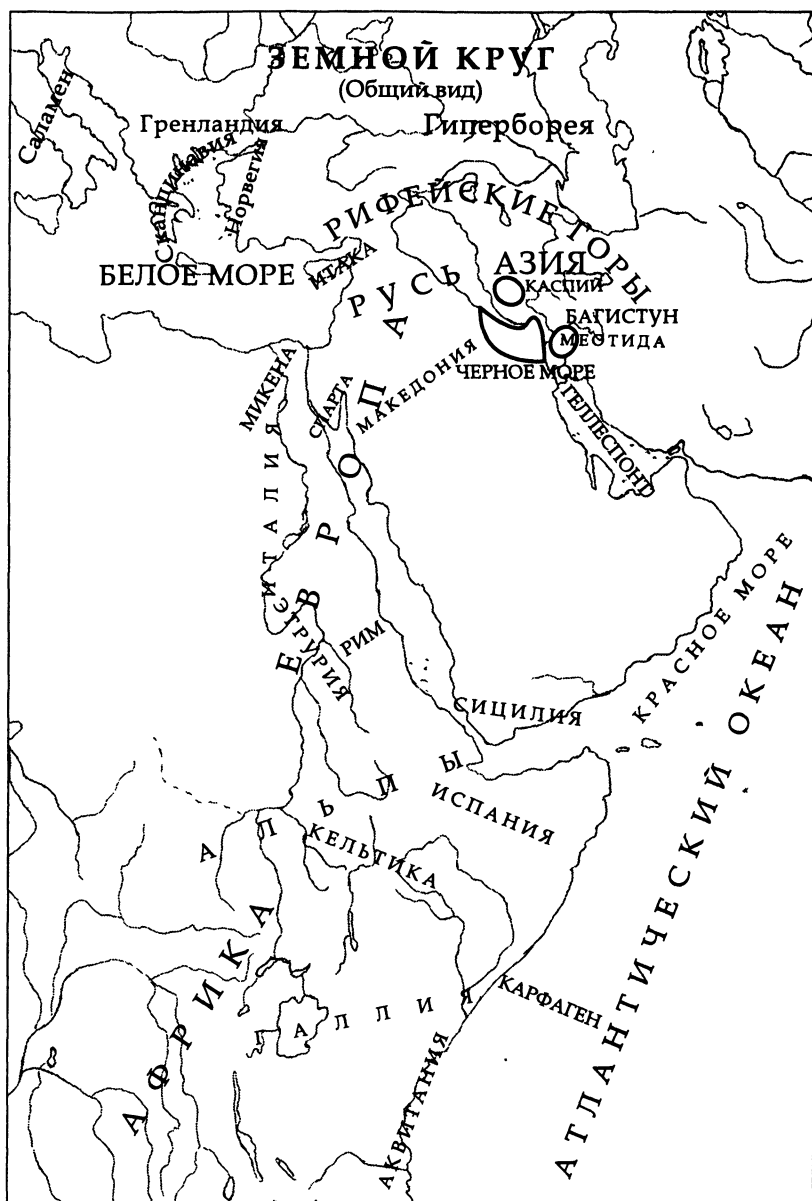 ЗЕМНОЙ КРУГ
(Общий вид)
Саламен
Гренландия
Гиперборея
Скандинавия
Норвегия
РИФЕЙСКИЕ ГОРЫ
БЕЛОЕ МОРЕ
ИТАКА
РУСЬ
АЗИЯ
КАСПИЙ
БАГИСТУН
МЕОТИДА
ЧЕРНОЕ МОРЕ
МИКЕНА
СПАРТА
МАКЕДОНИЯ
ГЕЛЛЕСПОНТ
ИТАЛИЯ
ЕВРОПА
ЭТРУРИЯ
РИМ
КРАСНОЕ МОРЕ
СИЦИЛИЯ
АТЛАНТИЧЕСКИЙ ОКЕАН
АЛЬПЫ
ИСПАНИЯ
КЕЛЬТИКА
АФРИКА
АЛЛИЯ
КАРФАГЕН
АКВИТАНИЯ